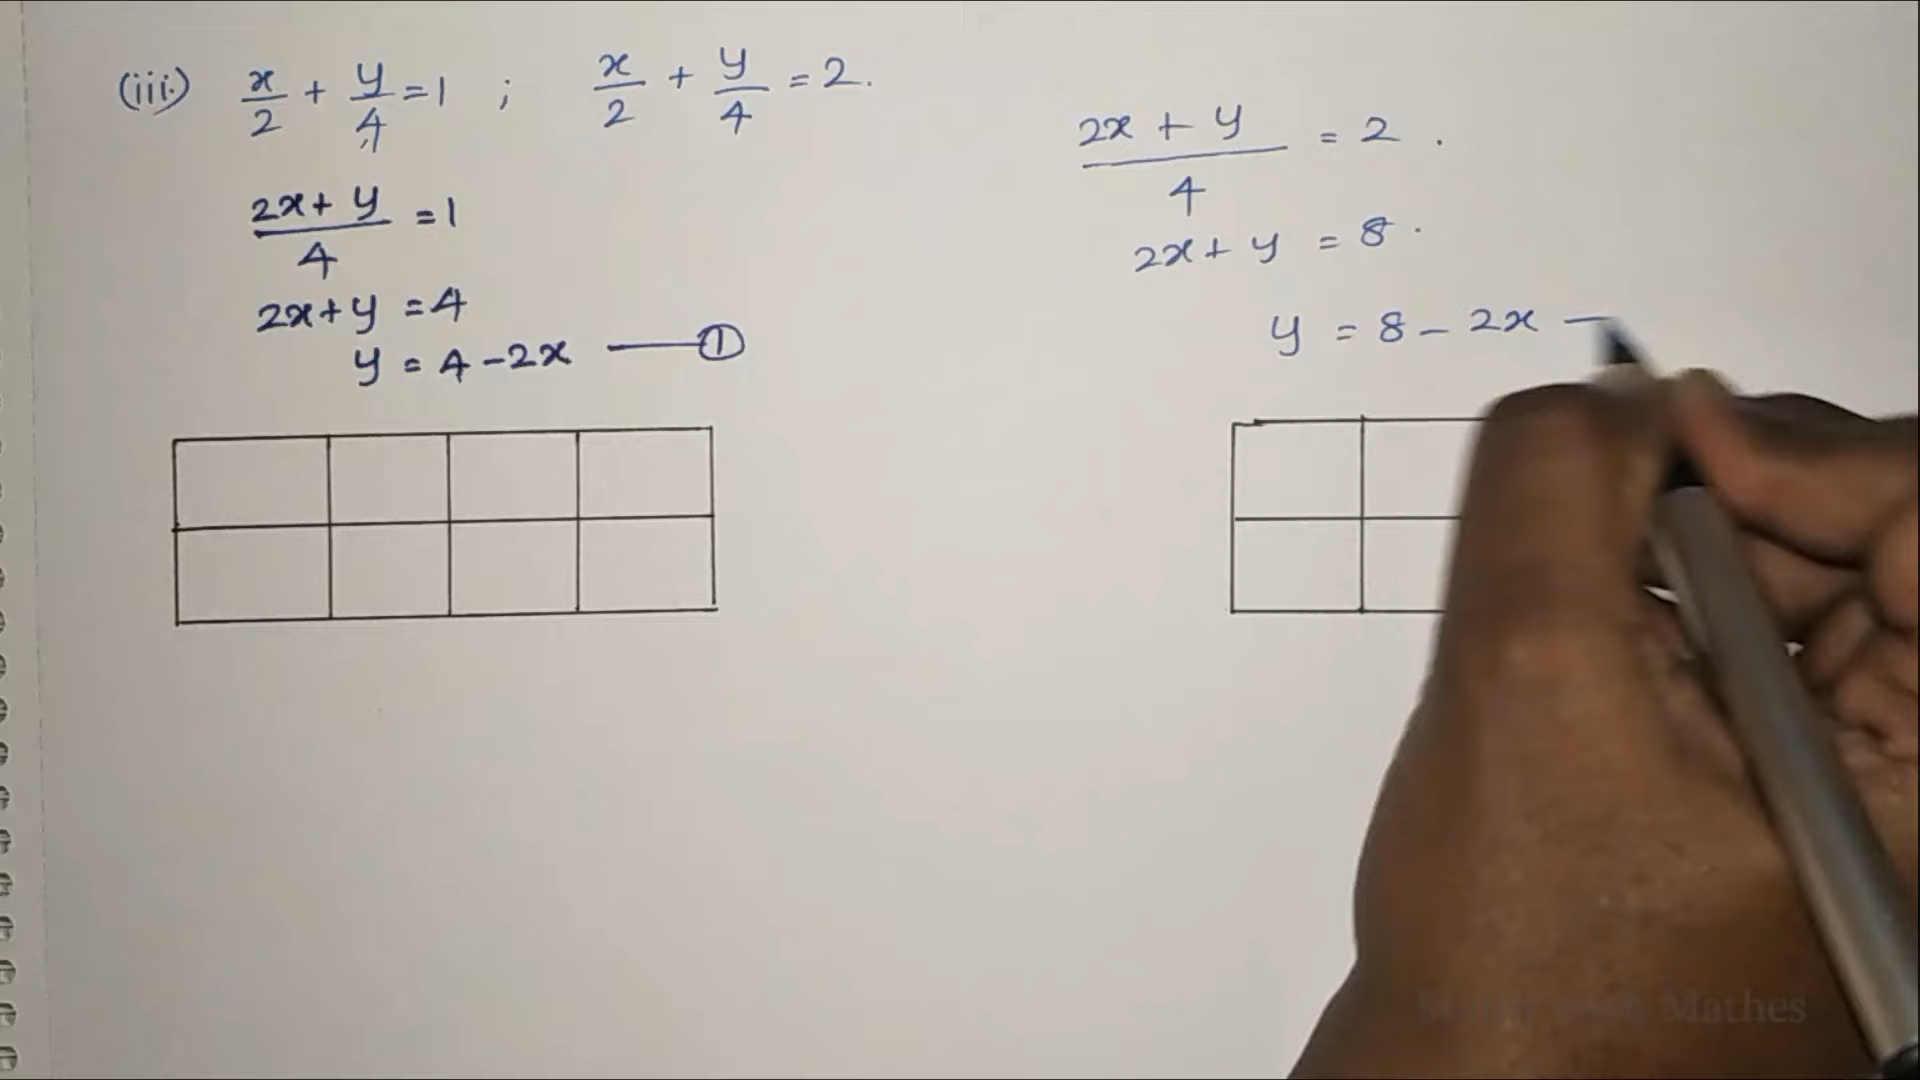 (iii) x/2 + y/4 = 1 ; x/2 + y/4 = 2.
2x + y / 4 = 1
2x + y = 4
y = 4 - 2x —— ①
2x + y / 4 = 2.
2x + y = 8.
y = 8 - 2x —
Mathes